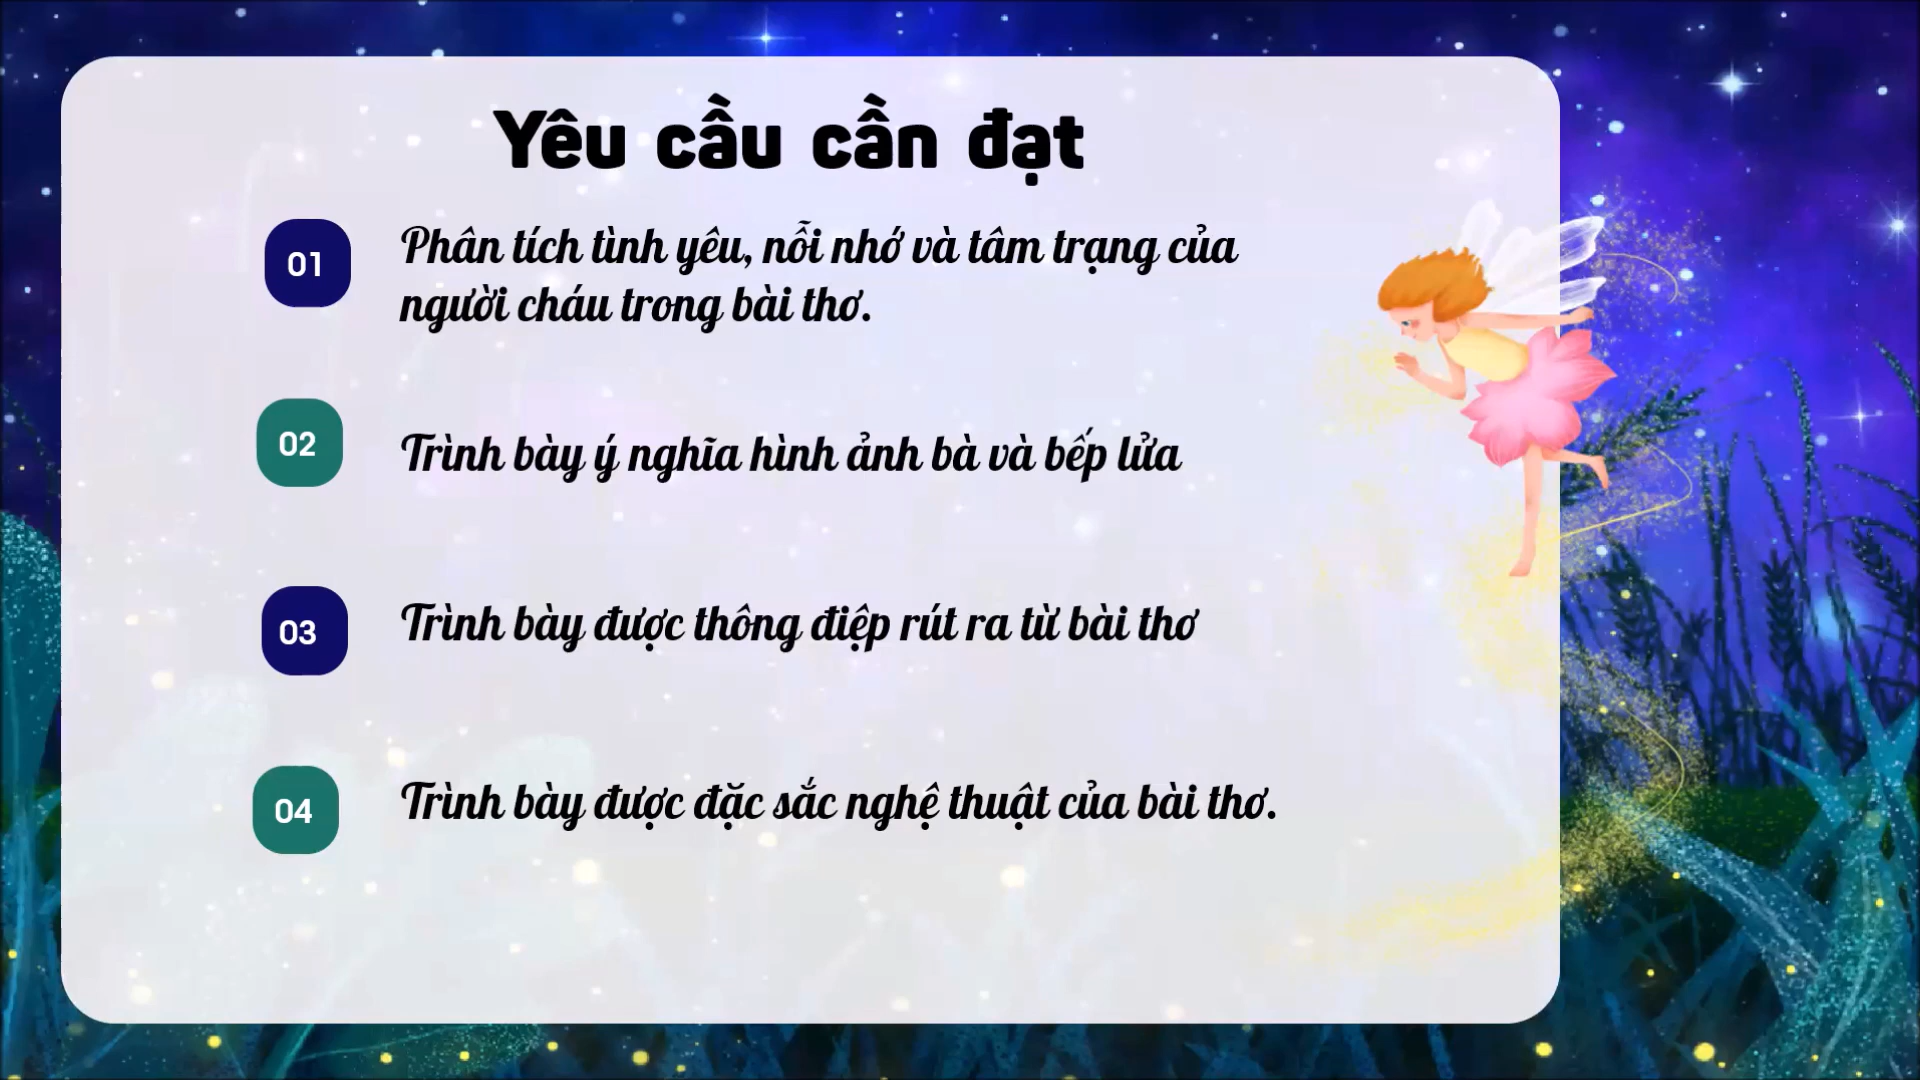 Yêu cầu cần đạt
01
Phân tích tình yêu, nỗi nhớ và tâm trạng của
người cháu trong bài thơ.
02
Trình bày ý nghĩa hình ảnh bà và bếp lửa
03
Trình bày được thông điệp rút ra từ bài thơ
04
Trình bày được đặc sắc nghệ thuật của bài thơ.